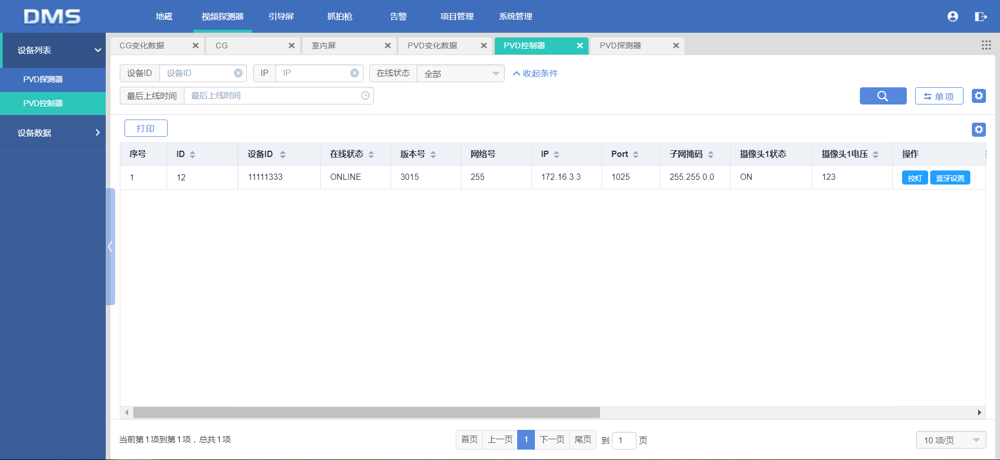 DMS
地磁 视频探测器 引导屏 抓拍枪 告警 项目管理 系统管理
设备列表
PVD探测器
PVD控制器
设备数据
CG变化数据 CG 室内屏 PVD变化数据 PVD控制器 PVD探测器
设备ID 设备ID IP IP 在线状态 全部 收起条件
最后上线时间 最后上线时间 单项
打印
序号 ID 设备ID 在线状态 版本号 网络号 IP Port 子网掩码 摄像头1状态 摄像头1电压 操作
1 12 11111333 ONLINE 3015 255 172.16.3.3 1025 255.255.0.0 ON 123 控灯 蓝牙设置
当前第1项到第1项，总共1项 首页 上一页 1 下一页 尾页 到 1 页 10 项/页